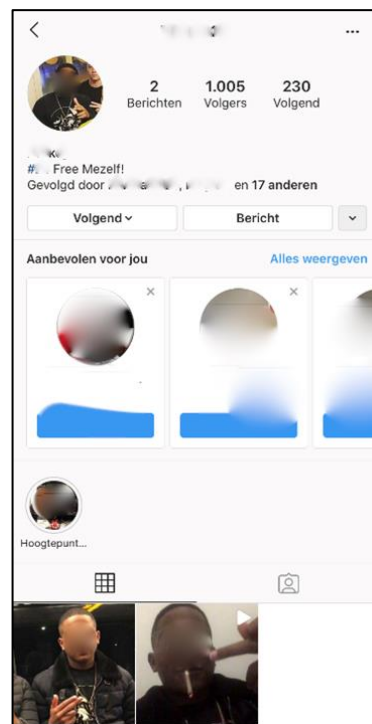 2 1.005 230
Berichten Volgers Volgend
Free Mezelf!
Gevolgd door , en 17 anderen
Volgend Bericht
Aanbevolen voor jou Alles weergeven
Hoogtepunt...